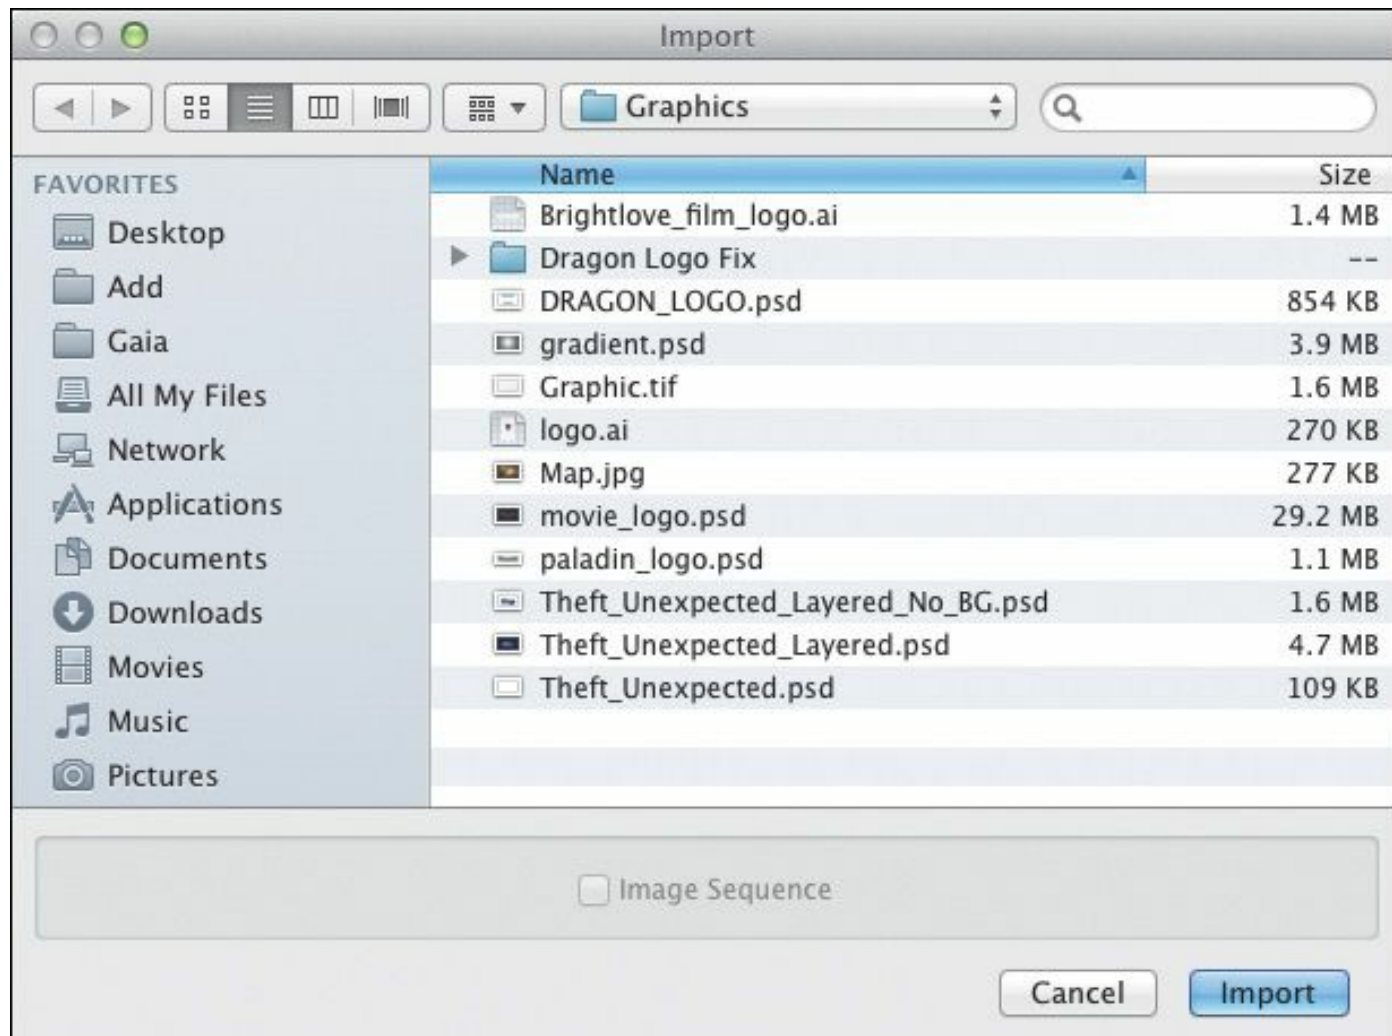 Import
Graphics
FAVORITES
Desktop
Add
Gaia
All My Files
Network
Applications
Documents
Downloads
Movies
Music
Pictures
Name Size
Brightlove_film_logo.ai 1.4 MB
Dragon Logo Fix --
DRAGON_LOGO.psd 854 KB
gradient.psd 3.9 MB
Graphic.tif 1.6 MB
logo.ai 270 KB
Map.jpg 277 KB
movie_logo.psd 29.2 MB
paladin_logo.psd 1.1 MB
Theft_Unexpected_Layered_No_BG.psd 1.6 MB
Theft_Unexpected_Layered.psd 4.7 MB
Theft_Unexpected.psd 109 KB
Image Sequence
Cancel Import